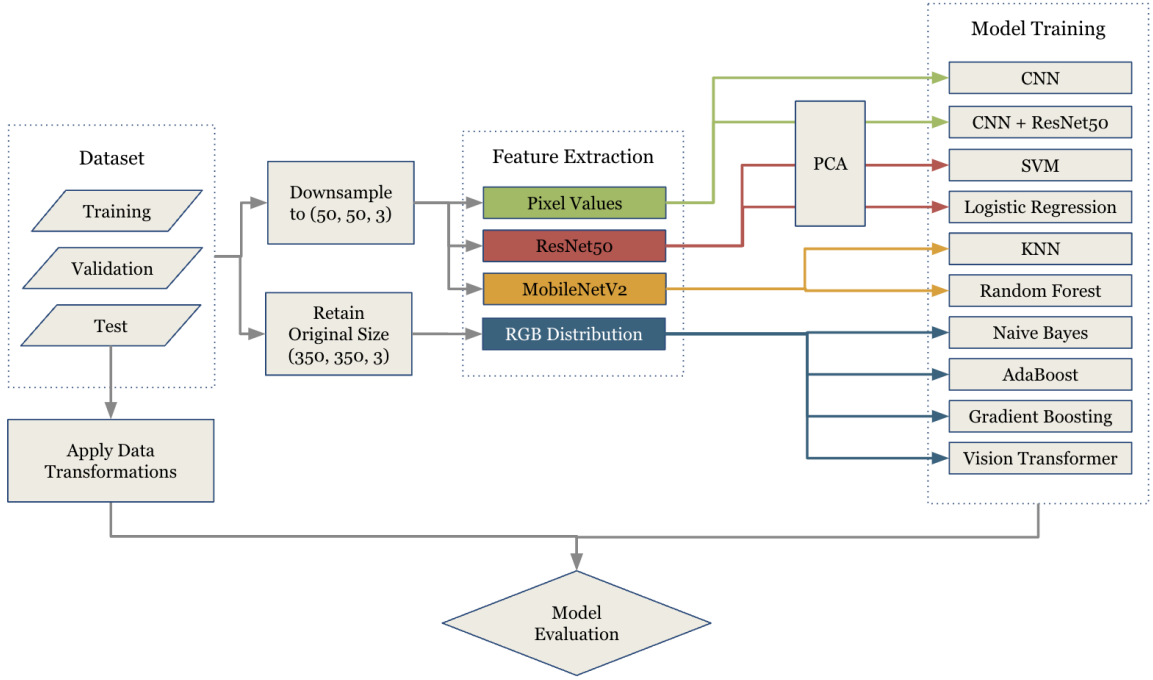 Dataset
Training
Validation
Test
Apply Data
Transformations
Downsample
to (50, 50, 3)
Retain
Original Size
(350, 350, 3)
Feature Extraction
Pixel Values
ResNet50
MobileNetV2
RGB Distribution
PCA
Model Training
CNN
CNN + ResNet50
SVM
Logistic Regression
KNN
Random Forest
Naive Bayes
AdaBoost
Gradient Boosting
Vision Transformer
Model
Evaluation